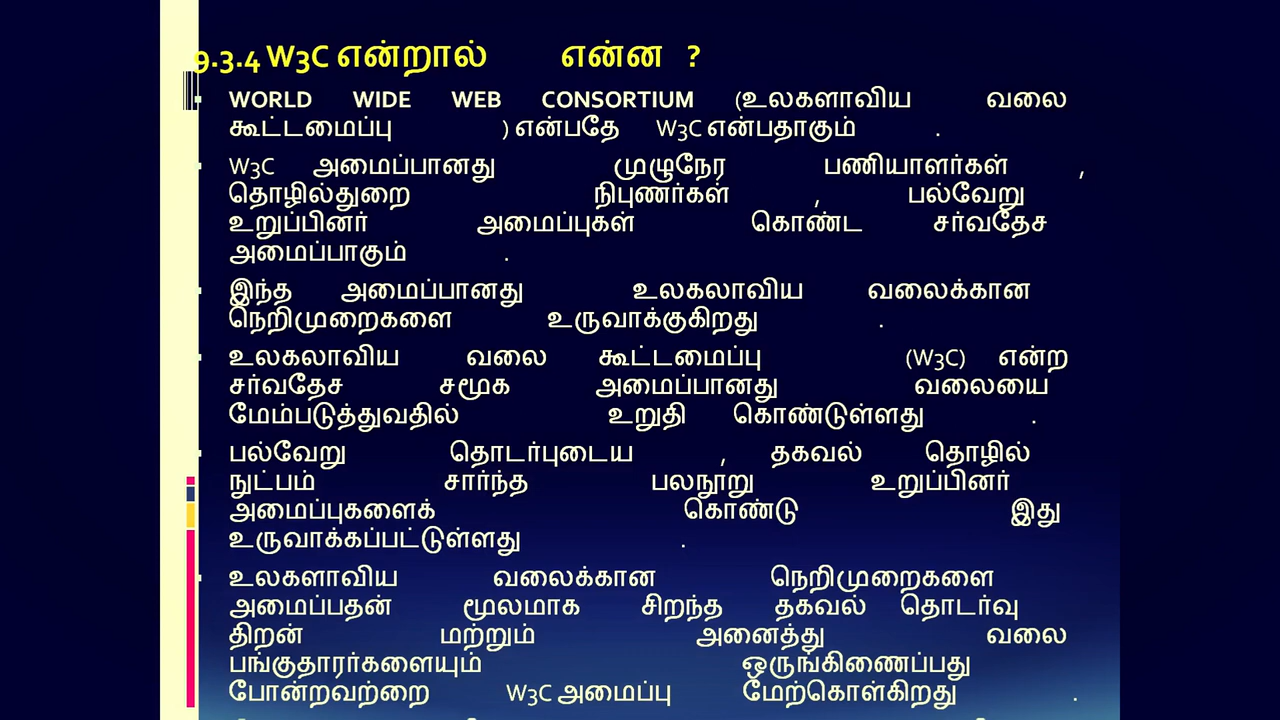 9.3.4 W3C என்றால் என்ன ?
WORLD WIDE WEB CONSORTIUM (உலகளாவிய வலை
கூட்டமைப்பு ) என்பதே W3C என்பதாகும் .
W3C அமைப்பானது முழுநேர பணியாளர்கள் ,
தொழில்துறை நிபுணர்கள் , பல்வேறு
உறுப்பினர் அமைப்புகள் கொண்ட சர்வதேச
அமைப்பாகும் .
இந்த அமைப்பானது உலகலாவிய வலைக்கான
நெறிமுறைகளை உருவாக்குகிறது .
உலகலாவிய வலை கூட்டமைப்பு (W3C) என்ற
சர்வதேச சமூக அமைப்பானது வலையை
மேம்படுத்துவதில் உறுதி கொண்டுள்ளது .
பல்வேறு தொடர்புடைய , தகவல் தொழில்
நுட்பம் சார்ந்த பலநூறு உறுப்பினர்
அமைப்புகளைக் கொண்டு இது
உருவாக்கப்பட்டுள்ளது .
உலகளாவிய வலைக்கான நெறிமுறைகளை
அமைப்பதன் மூலமாக சிறந்த தகவல் தொடர்வு
திறன் மற்றும் அனைத்து வலை
பங்குதாரர்களையும் ஒருங்கிணைப்பது
போன்றவற்றை W3C அமைப்பு மேற்கொள்கிறது .